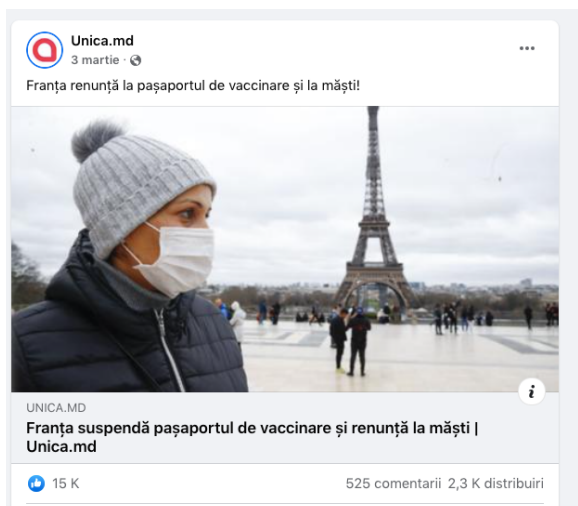 Unica.md
3 martie
Franța renunță la pașaportul de vaccinare și la măști!
UNICA.MD
Franța suspendă pașaportul de vaccinare și renunță la măști |
Unica.md
15 K
525 comentarii 2,3 K distribuiri